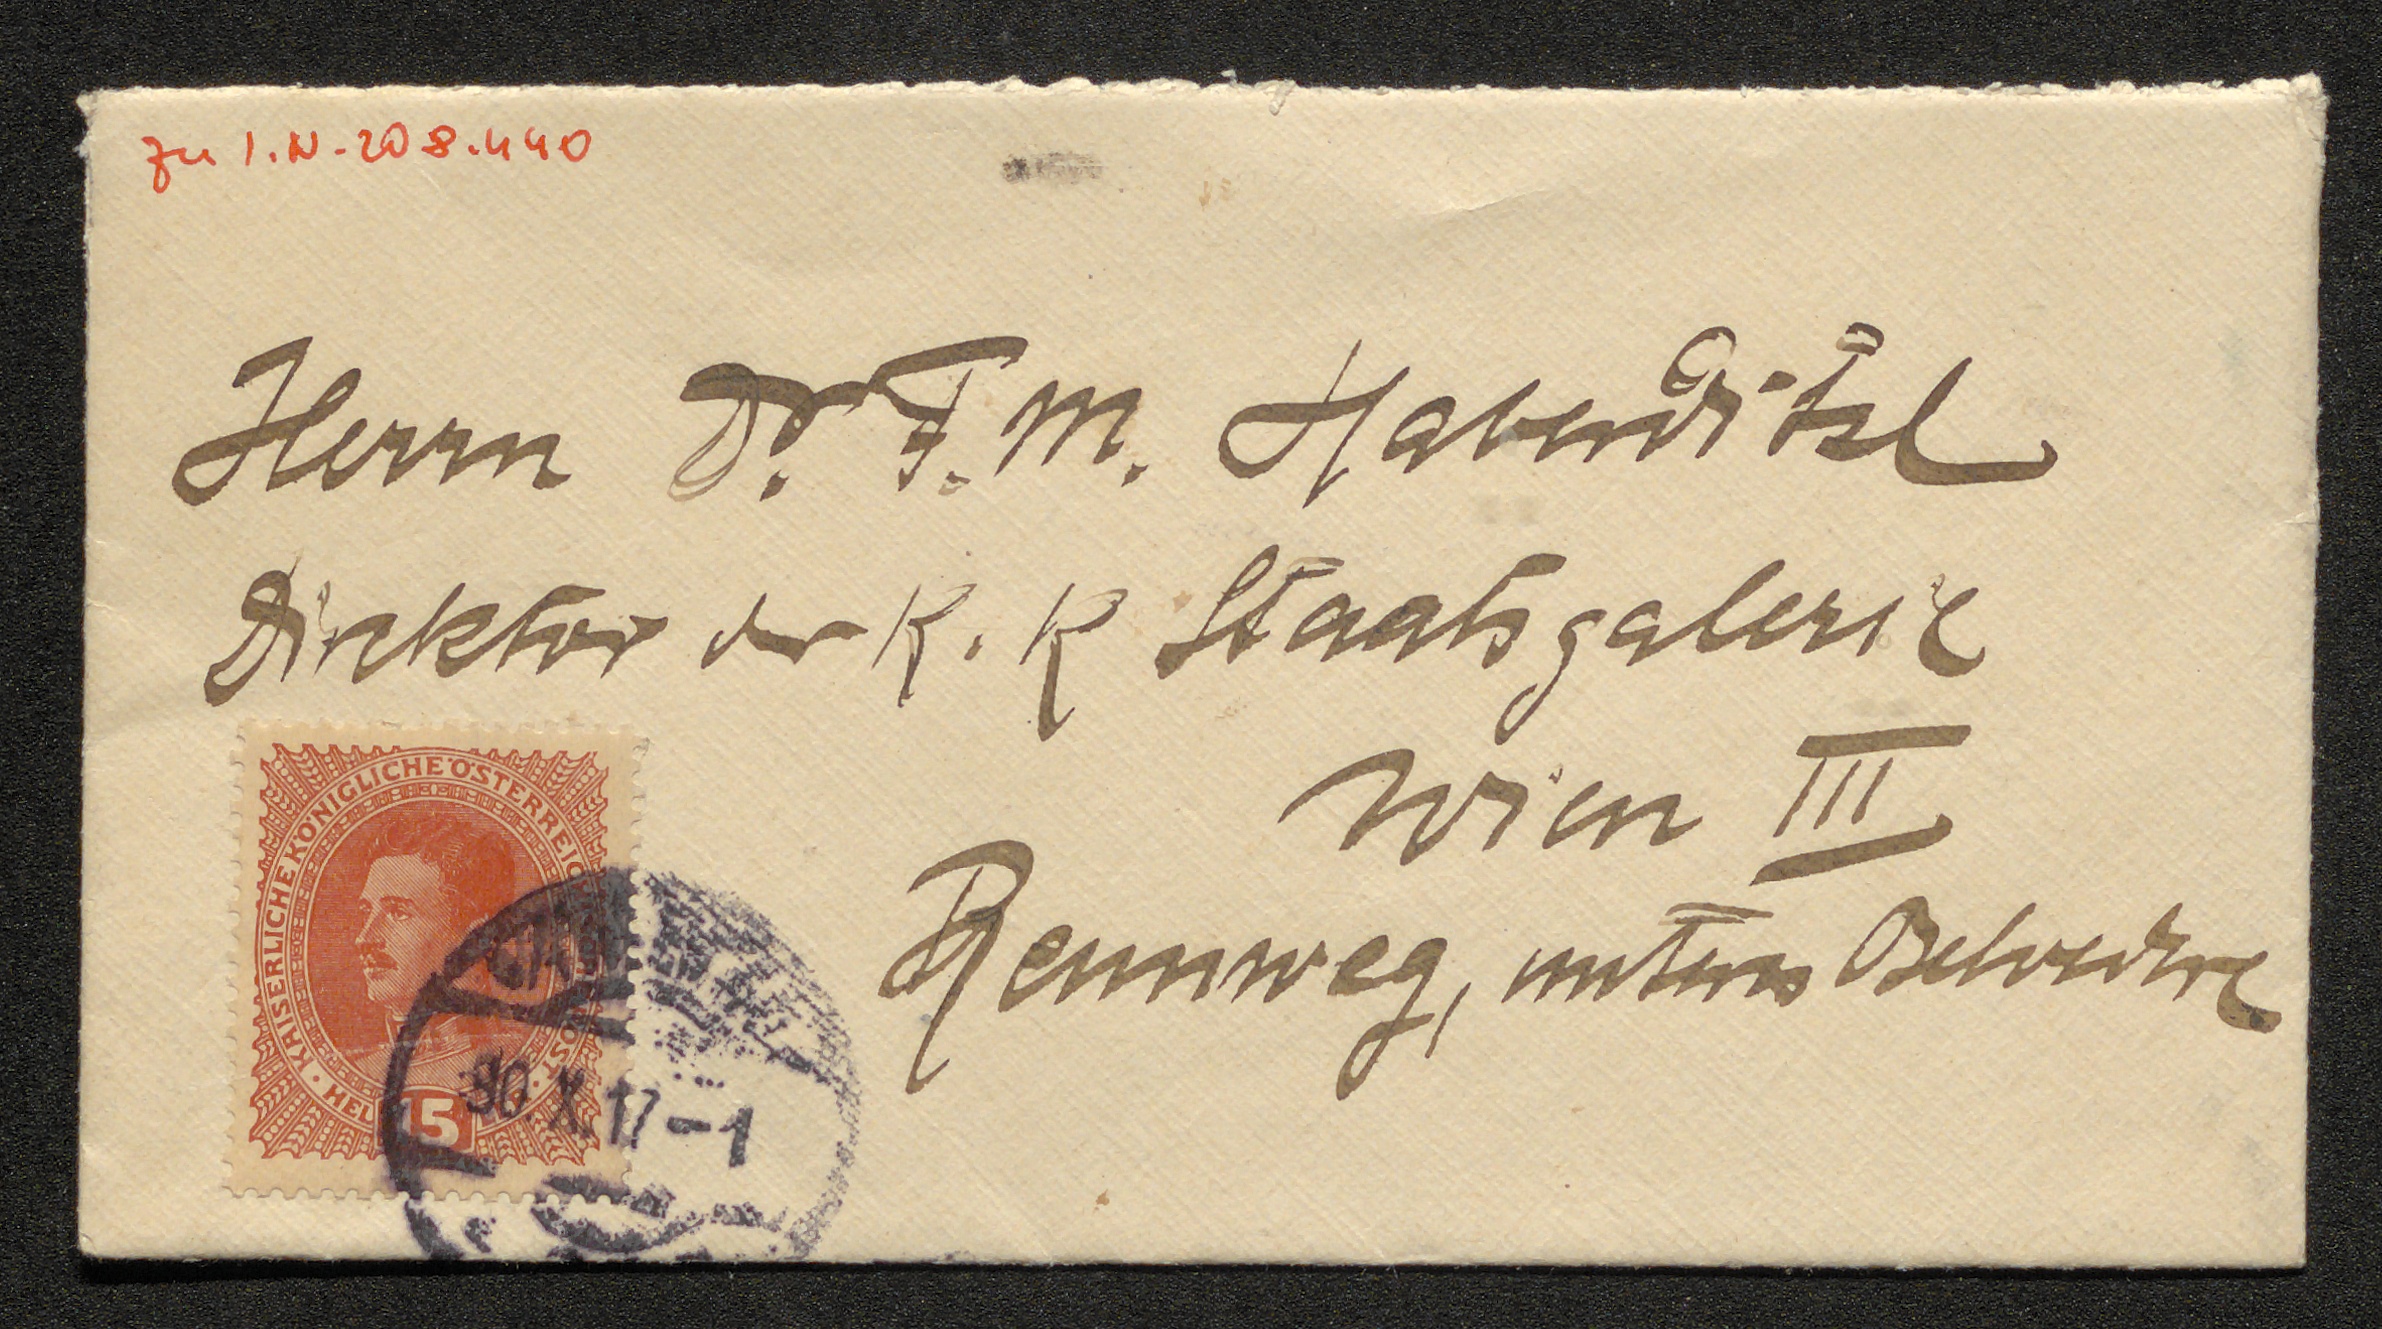 zu I.N. 208.440
Herrn Dr. F. M. Haberditzl
Direktor der K. K Staatsgalerie
Wien III
Rennweg, unteres Belvedere
KAISERLICHE KÖNIGLICHE ÖSTERREICHISCHE POST
15
30. X. 17 - 1